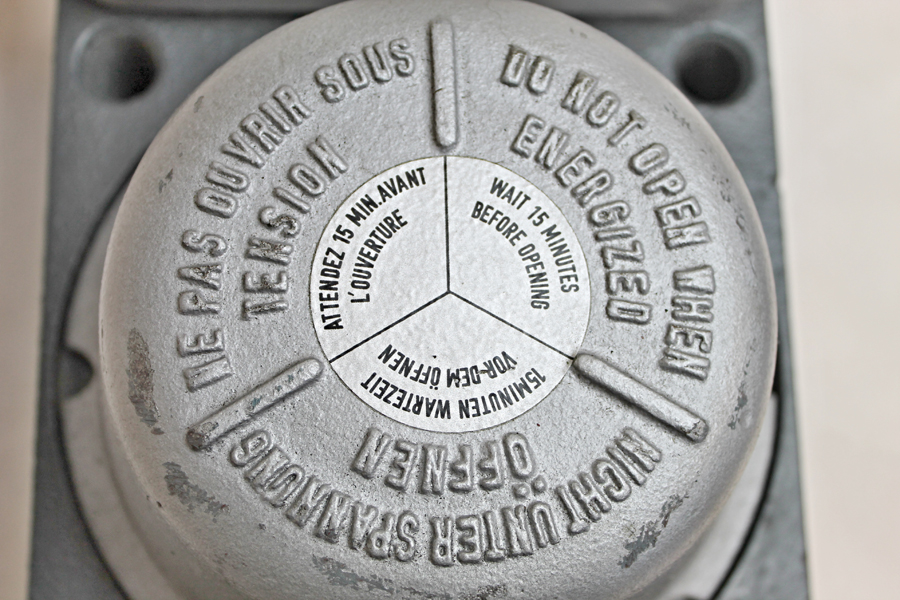 NE PAS OUVRIR SOUS
TENSION
DO NOT OPEN WHEN
ENERGIZED
NICHT UNTER SPANNUNG
ÖFFNEN
ATTENDEZ 15 MIN.AVANT
L'OUVERTURE
WAIT 15 MINUTES
BEFORE OPENING
15MINUTEN WARTEZEIT
VOR-DEM ÖFFNEN